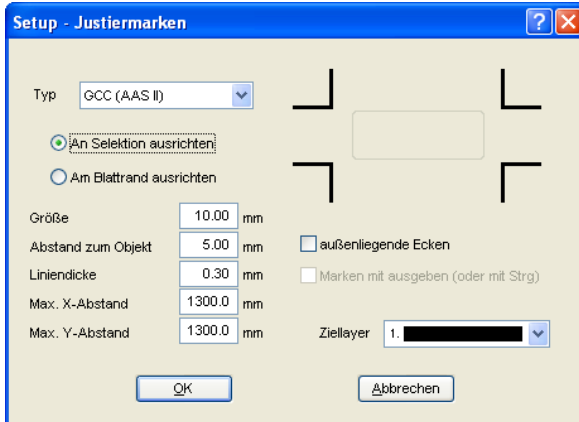 Setup - Justiermarken
Typ GCC (AAS II)
An Selektion ausrichten
Am Blattrand ausrichten
Größe 10.00 mm
Abstand zum Objekt 5.00 mm
außenliegende Ecken
Liniendicke 0.30 mm
Marken mit ausgeben (oder mit Strg)
Max. X-Abstand 1300.0 mm
Max. Y-Abstand 1300.0 mm
Ziellayer 1.
OK
Abbrechen